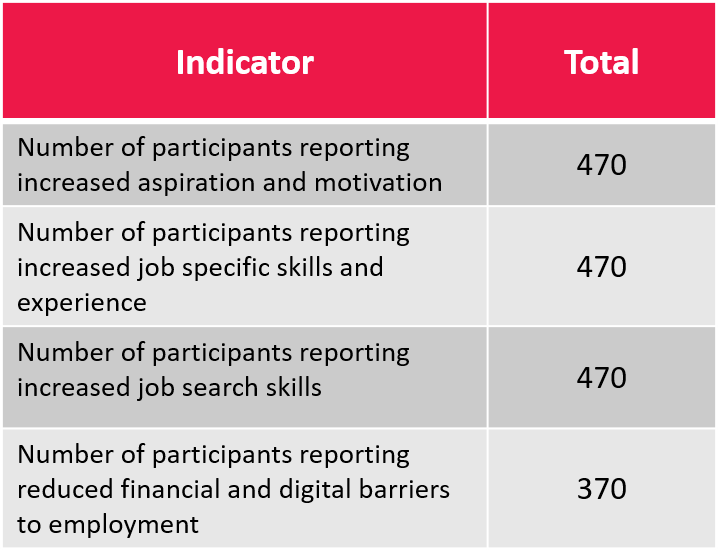 Indicator
Total
Number of participants reporting
increased aspiration and motivation
470
Number of participants reporting
increased job specific skills and
experience
470
Number of participants reporting
increased job search skills
470
Number of participants reporting
reduced financial and digital barriers
to employment
370